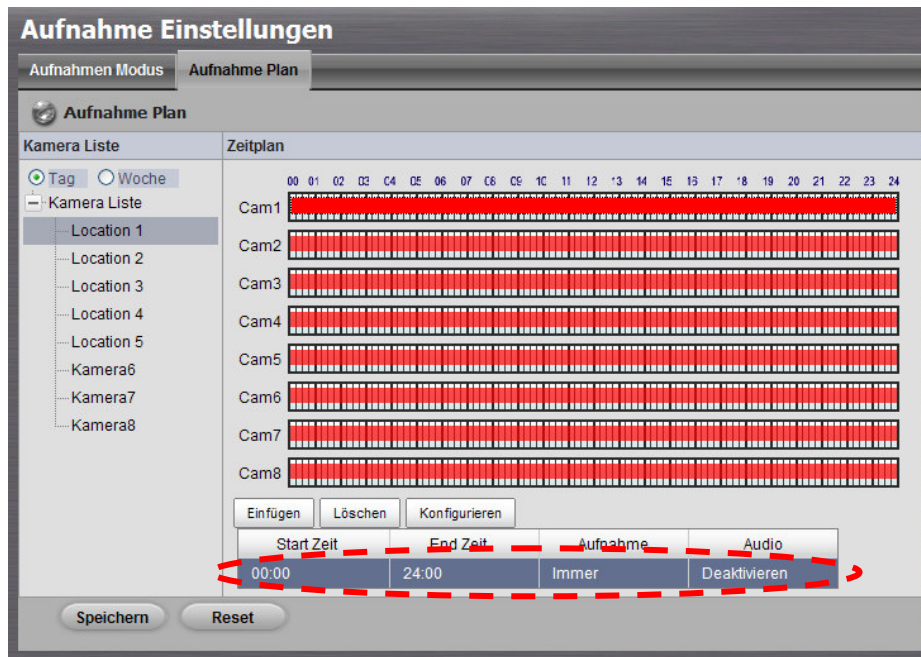 Aufnahme Einstellungen
Aufnahmen Modus Aufnahme Plan
Aufnahme Plan
Kamera Liste Zeitplan
Tag Woche
00 01 02 03 04 05 06 07 08 09 10 11 12 13 14 15 16 17 18 19 20 21 22 23 24
Kamera Liste
Location 1
Location 2
Location 3
Location 4
Location 5
Kamera6
Kamera7
Kamera8
Cam1
Cam2
Cam3
Cam4
Cam5
Cam6
Cam7
Cam8
Einfügen Löschen Konfigurieren
Start Zeit End Zeit Aufnahme Audio
00:00 24:00 Immer Deaktivieren
Speichern Reset